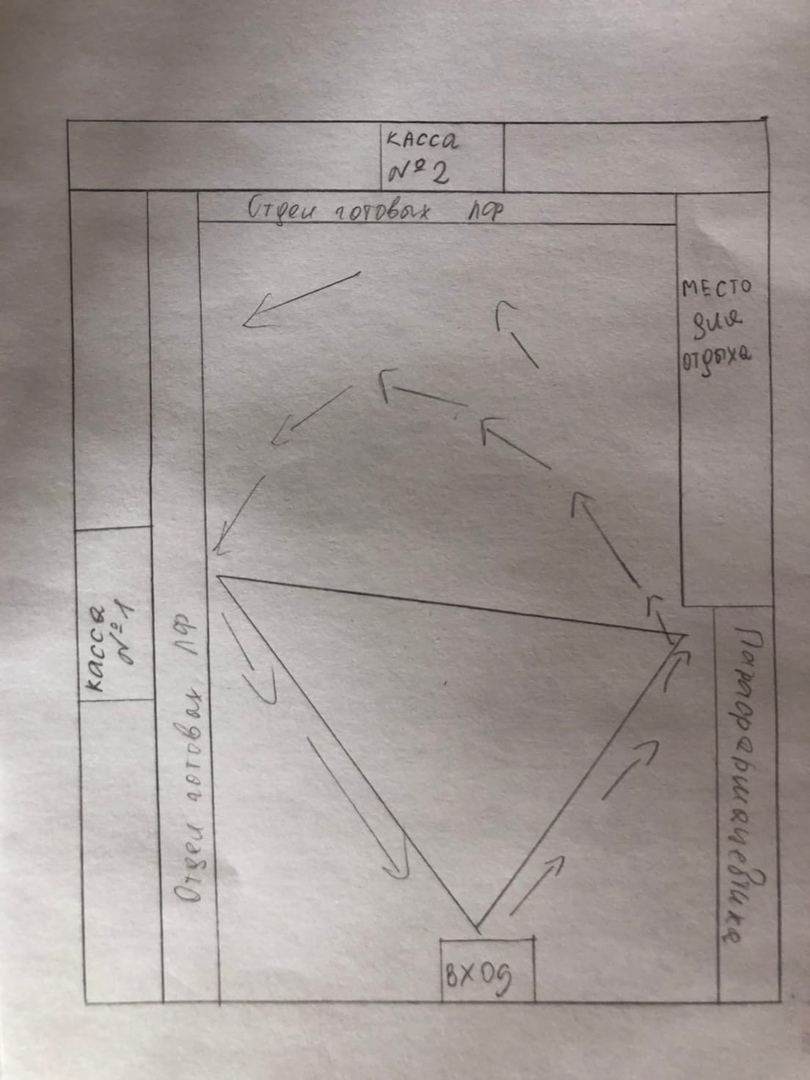 касса
№2
Отдел готовых ЛФ
место
для
отдыха
касса
№1
Отдел готовых ЛФ
Парафармацевтика
вход